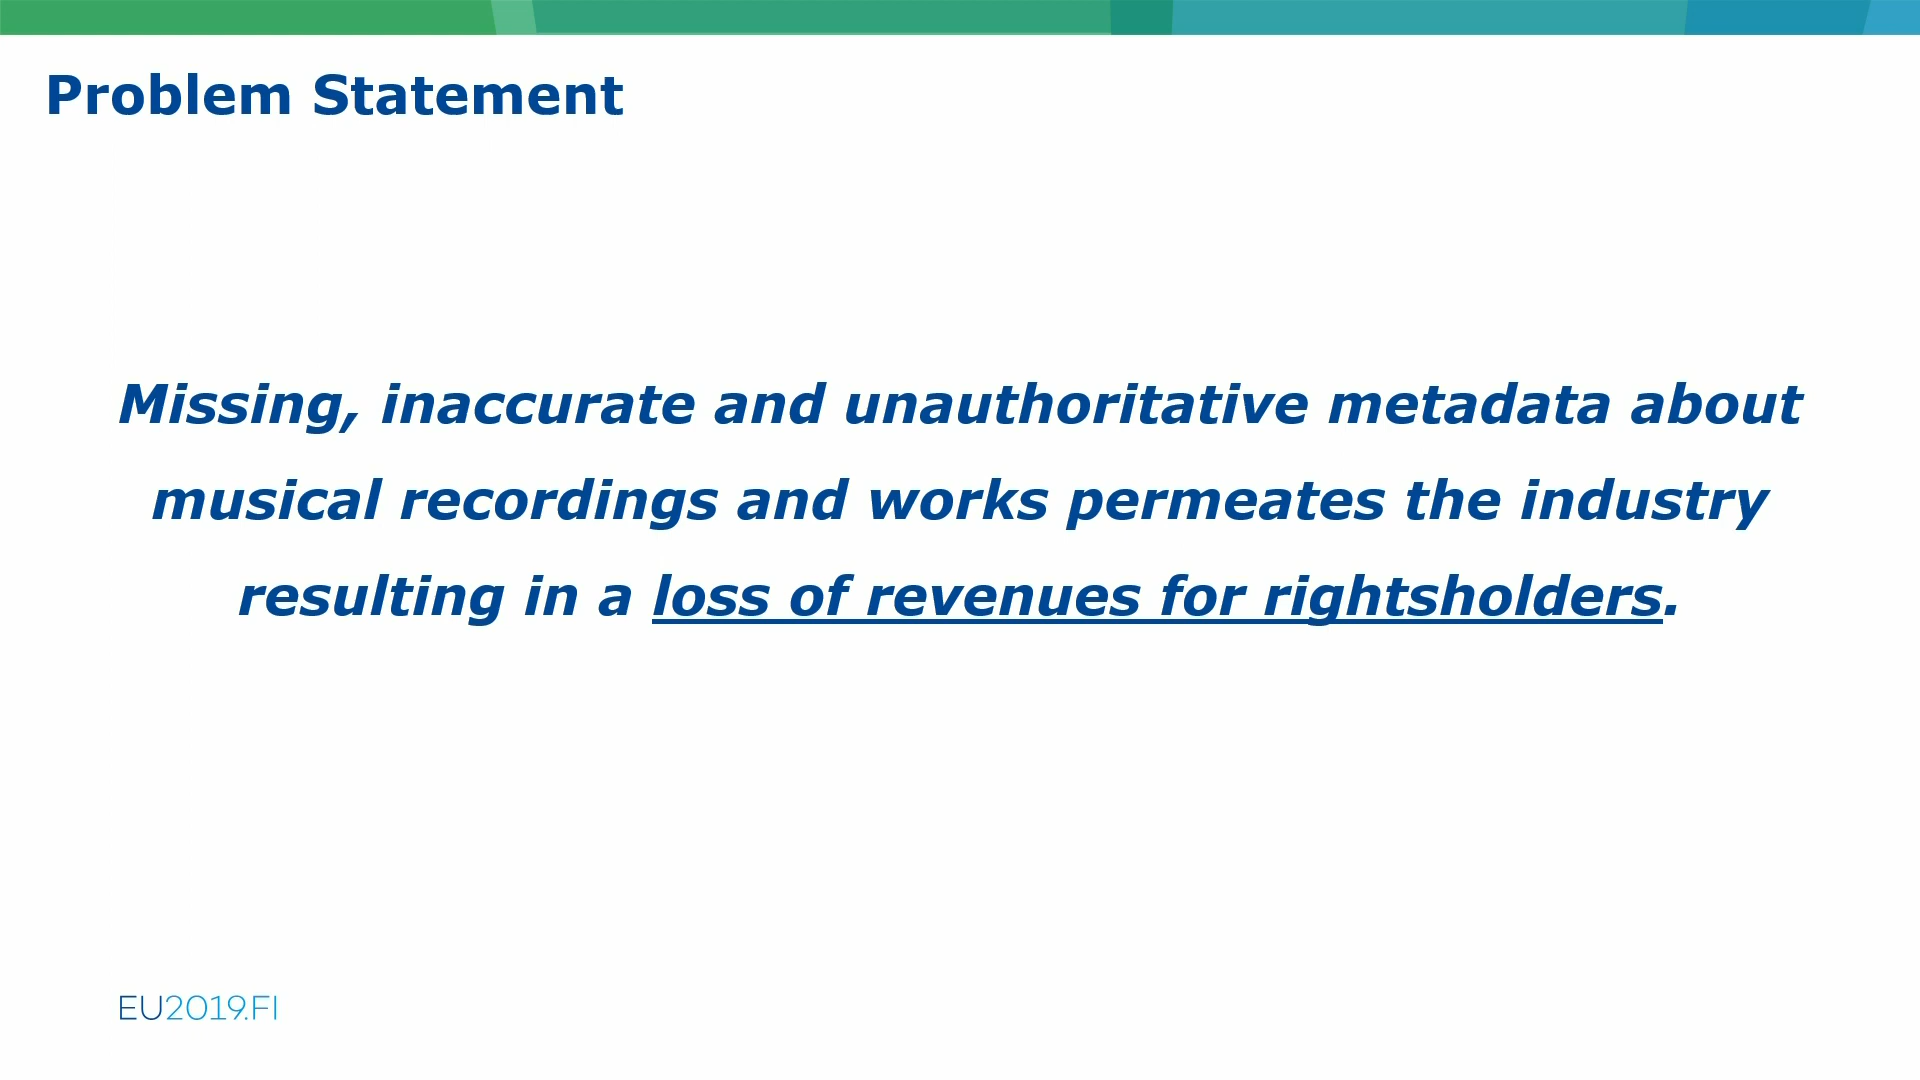 Problem Statement
Missing, inaccurate and unauthoritative metadata about
musical recordings and works permeates the industry
resulting in a loss of revenues for rightsholders.
EU2019.FI